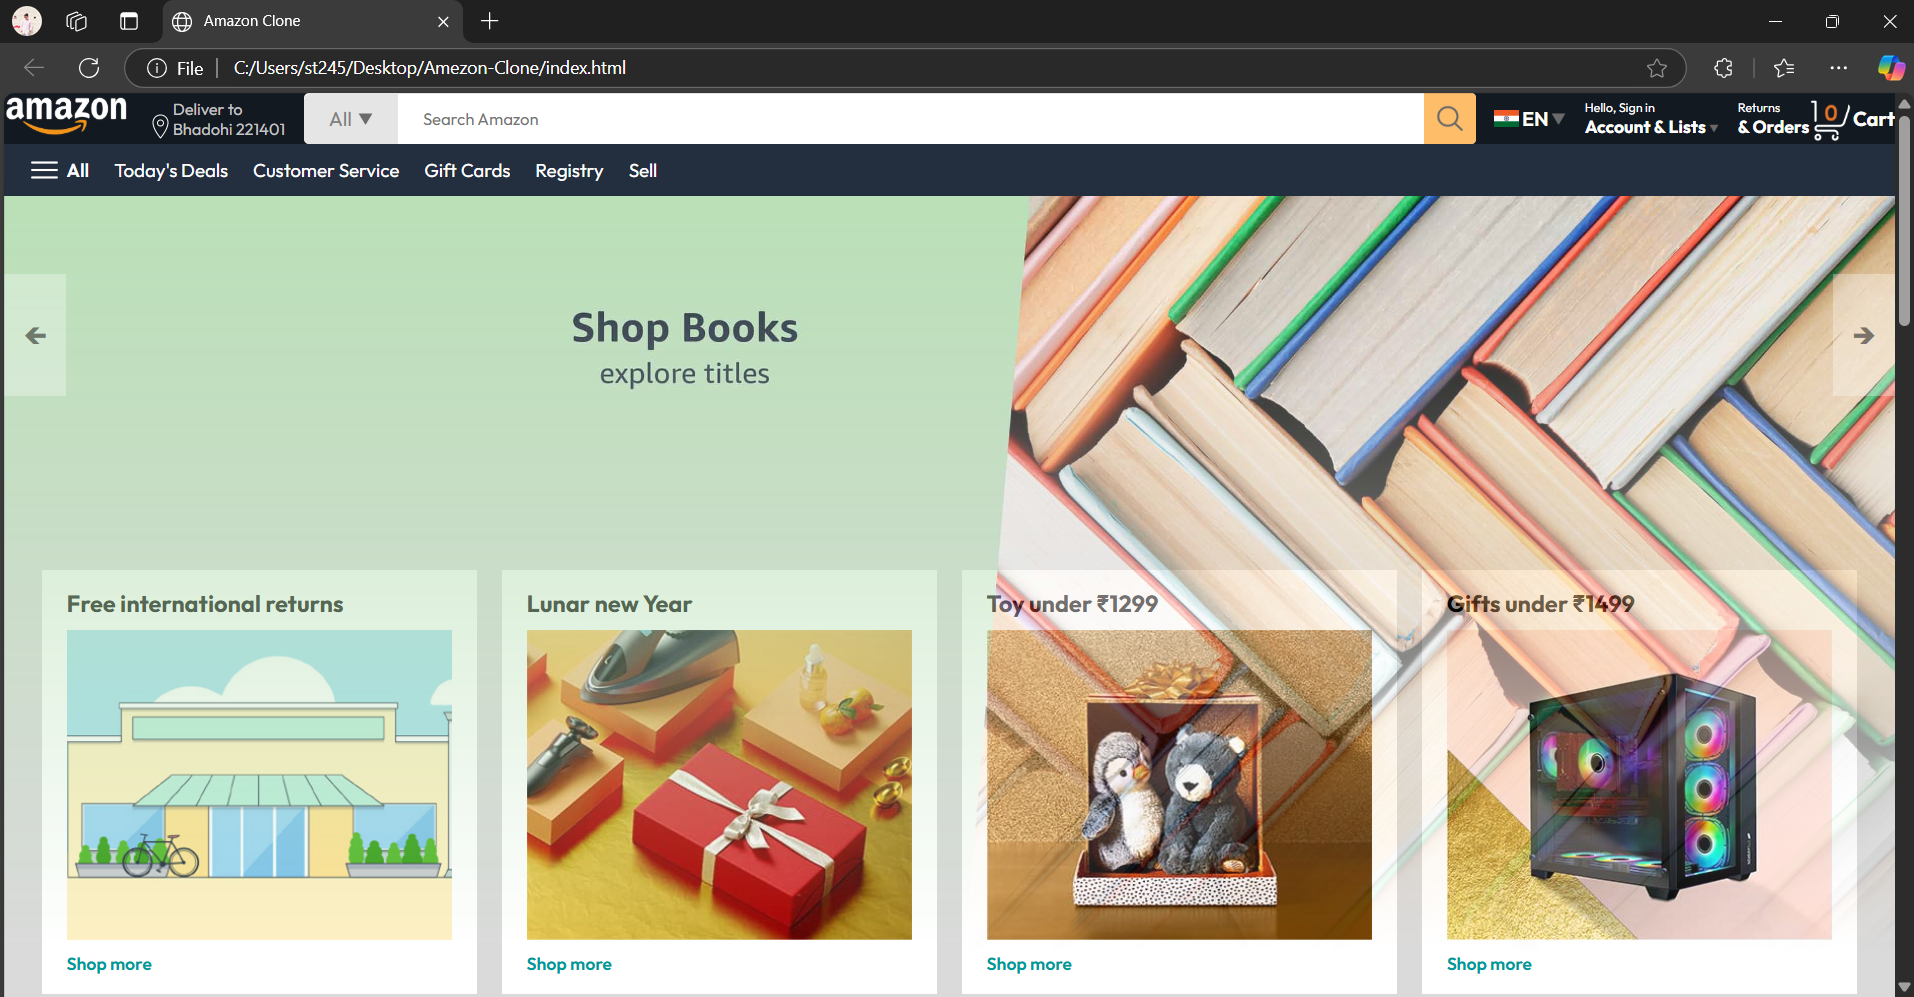 Amazon Clone
File
C:/Users/st245/Desktop/Amezon-Clone/index.html
amazon
Deliver to
Bhadohi 221401
All ▼
Search Amazon
EN ▼
Hello, Sign in
Account & Lists ▼
Returns
& Orders
0
Cart
All
Today's Deals
Customer Service
Gift Cards
Registry
Sell
Shop Books
explore titles
Free international returns
Lunar new Year
Toy under ₹1299
Gifts under ₹1499
Shop more
Shop more
Shop more
Shop more